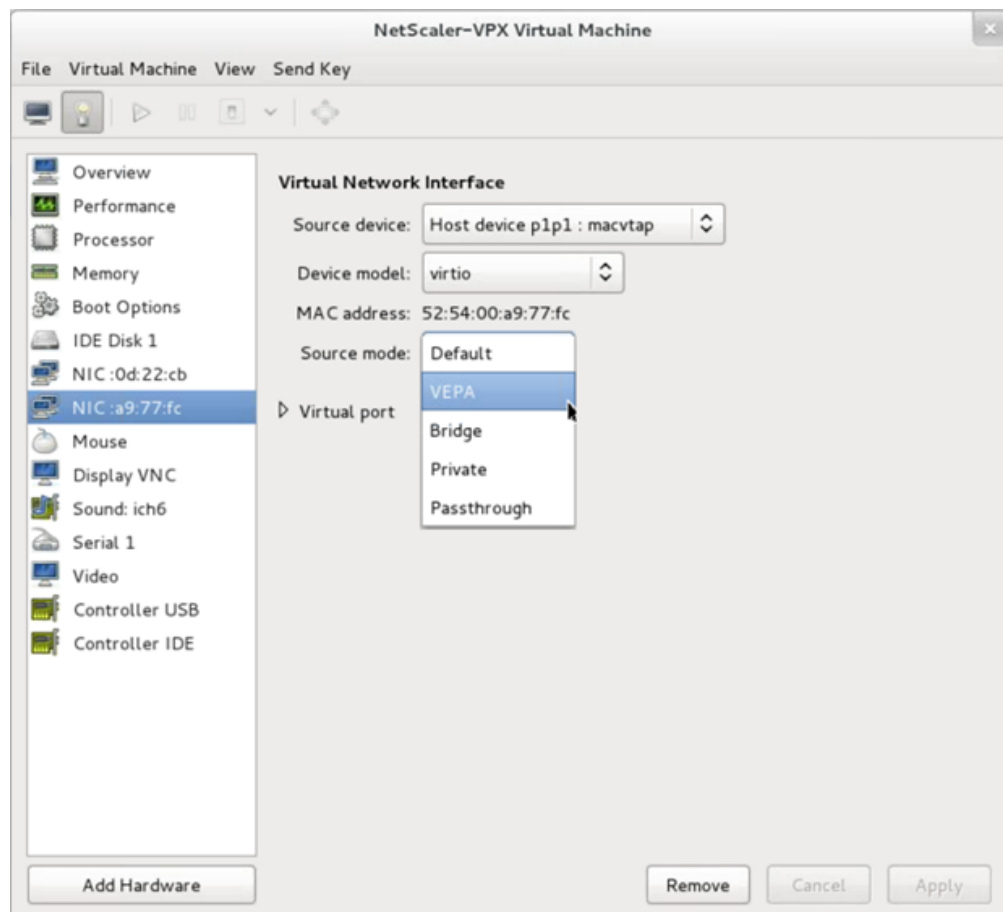 NetScaler-VPX Virtual Machine
File Virtual Machine View Send Key
Overview
Performance
Processor
Memory
Boot Options
IDE Disk 1
NIC :0d:22:cb
NIC :a9:77:fc
Mouse
Display VNC
Sound: ich6
Serial 1
Video
Controller USB
Controller IDE
Add Hardware
Virtual Network Interface
Source device: Host device p1p1 : macvtap
Device model: virtio
MAC address: 52:54:00:a9:77:fc
Source mode: Default
VEPA
Bridge
Private
Passthrough
Virtual port
Remove Cancel Apply